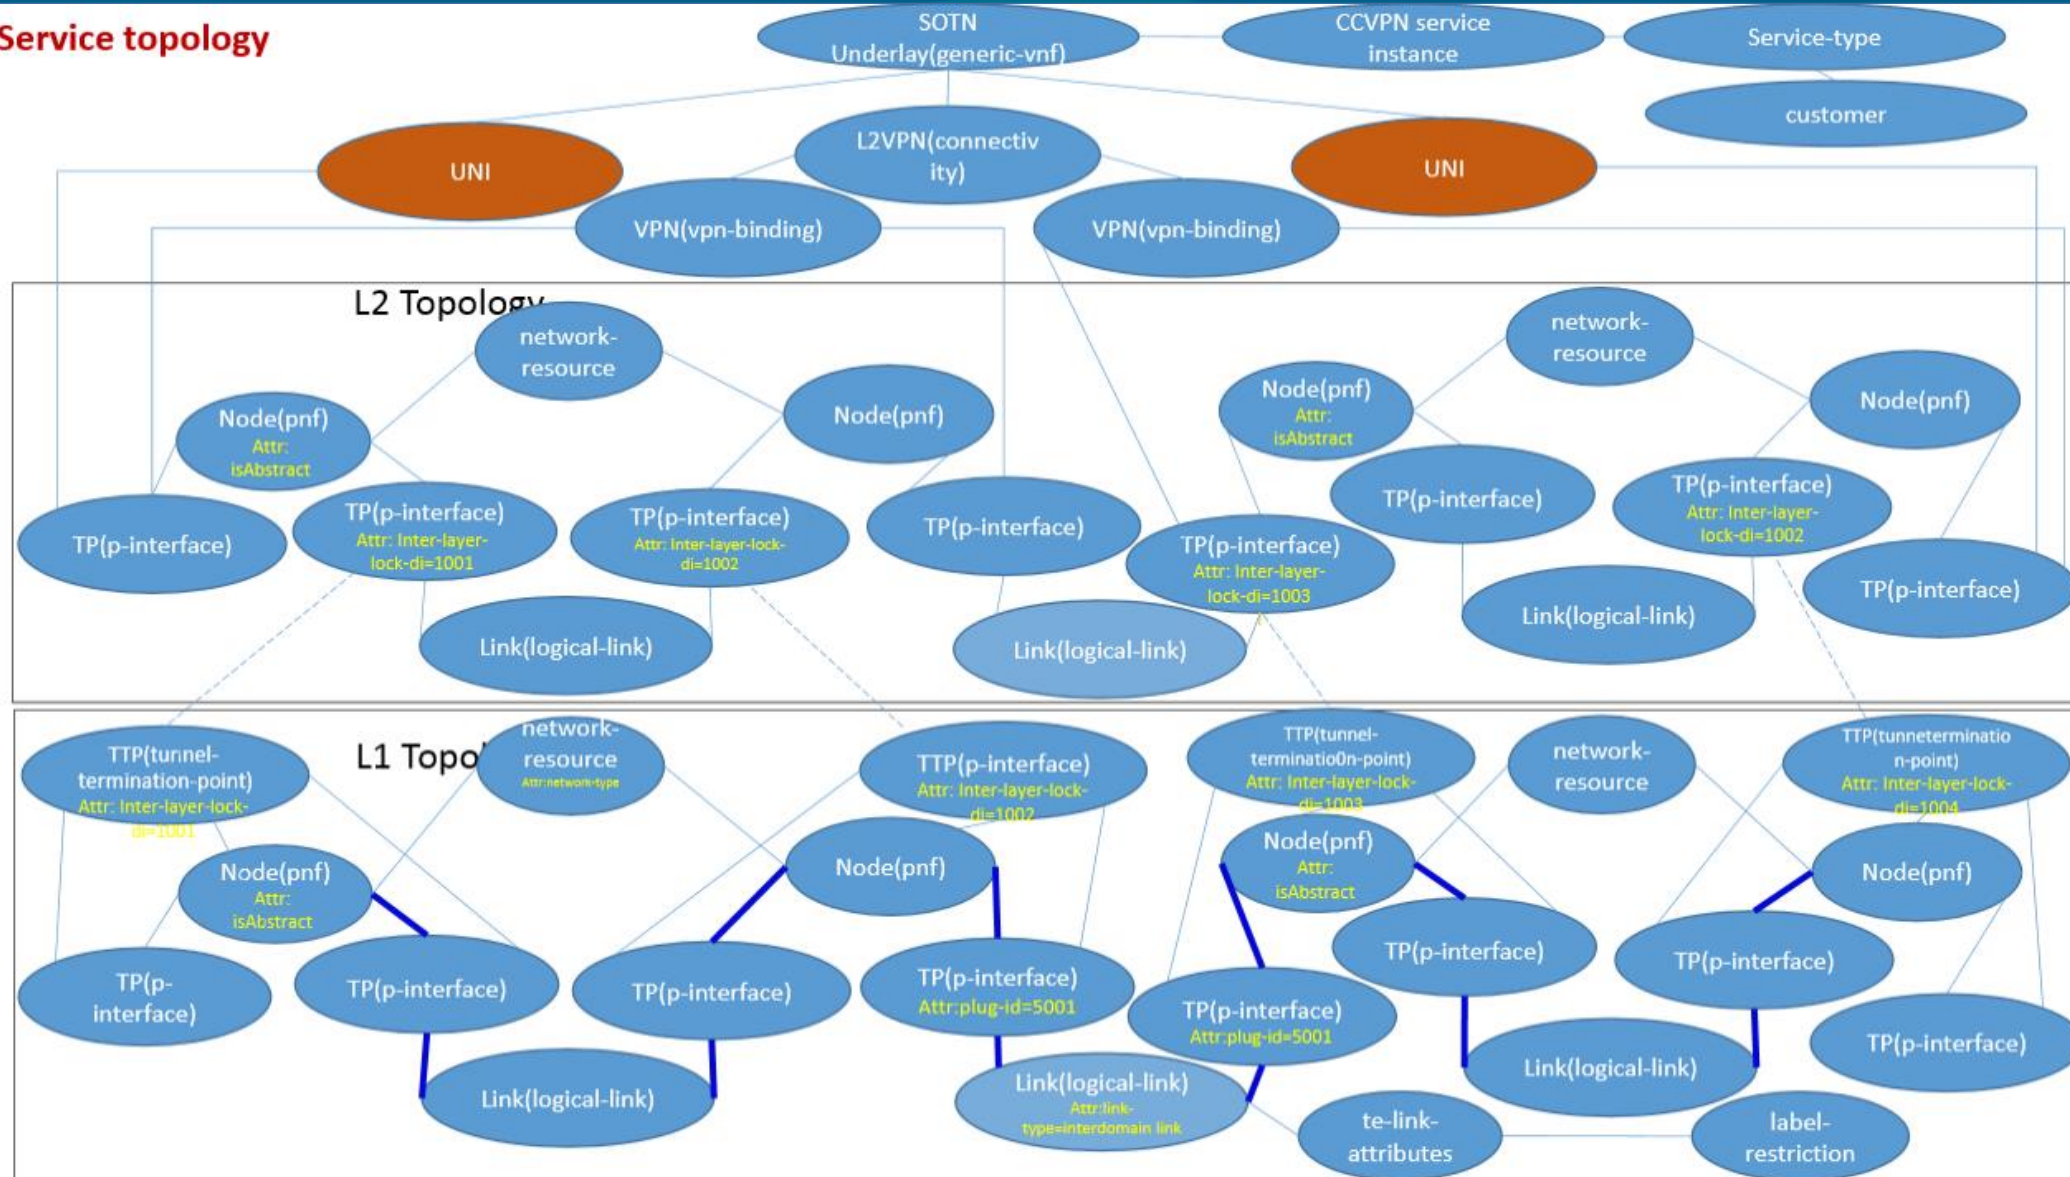 Service topology
SOTN
Underlay(generic-vnf)
CCVPN service
instance
Service-type
customer
UNI
L2VPN(connectiv
ity)
UNI
VPN(vpn-binding)
VPN(vpn-binding)
L2 Topology
network-
resource
network-
resource
Node(pnf)
Attr:
isAbstract
Node(pnf)
Node(pnf)
Attr:
isAbstract
Node(pnf)
TP(p-interface)
TP(p-interface)
Attr: Inter-layer-
lock-di=1001
TP(p-interface)
Attr: Inter-layer-lock-
di=1002
TP(p-interface)
TP(p-interface)
Attr: Inter-layer-
lock-di=1003
TP(p-interface)
TP(p-interface)
Attr: Inter-layer-
lock-di=1002
TP(p-interface)
Link(logical-link)
Link(logical-link)
Link(logical-link)
L1 Topol
TTP(tunnel-
termination-point)
Attr: Inter-layer-lock-
di=1001
network-
resource
Attr:network-type
TTP(p-interface)
Attr: Inter-layer-lock-
di=1002
TTP(tunnel-
terminatio0n-point)
Attr: Inter-layer-lock-
di=1003
network-
resource
TTP(tunneterminatio
n-point)
Attr: Inter-layer-lock-
di=1004
Node(pnf)
Attr:
isAbstract
Node(pnf)
Node(pnf)
Attr:
isAbstract
Node(pnf)
TP(p-
interface)
TP(p-interface)
TP(p-interface)
TP(p-interface)
Attr:plug-id=5001
TP(p-interface)
Attr:plug-id=5001
TP(p-interface)
TP(p-interface)
TP(p-interface)
Link(logical-link)
Link(logical-link)
Attr:link-
type=interdomain link
Link(logical-link)
te-link-
attributes
label-
restriction